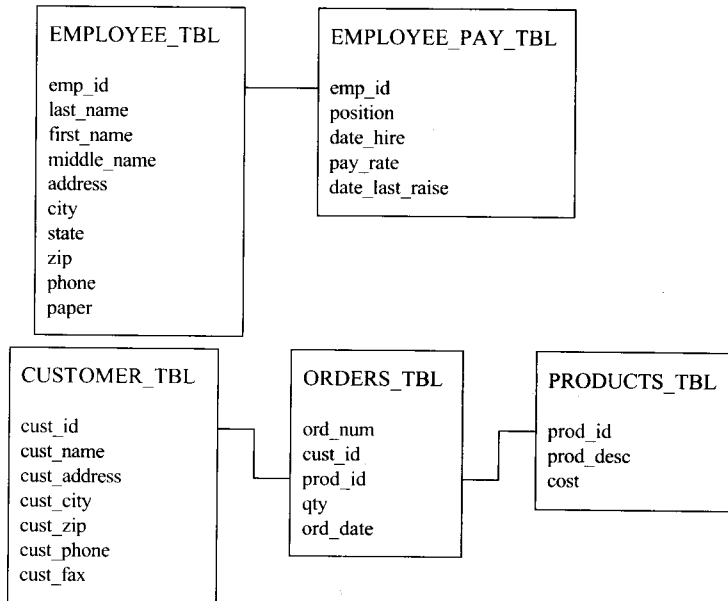 EMPLOYEE_TBL
emp_id
last_name
first_name
middle_name
address
city
state
zip
phone
paper
EMPLOYEE_PAY_TBL
emp_id
position
date_hire
pay_rate
date_last_raise
CUSTOMER_TBL
cust_id
cust_name
cust_address
cust_city
cust_zip
cust_phone
cust_fax
ORDERS_TBL
ord_num
cust_id
prod_id
qty
ord_date
PRODUCTS_TBL
prod_id
prod_desc
cost